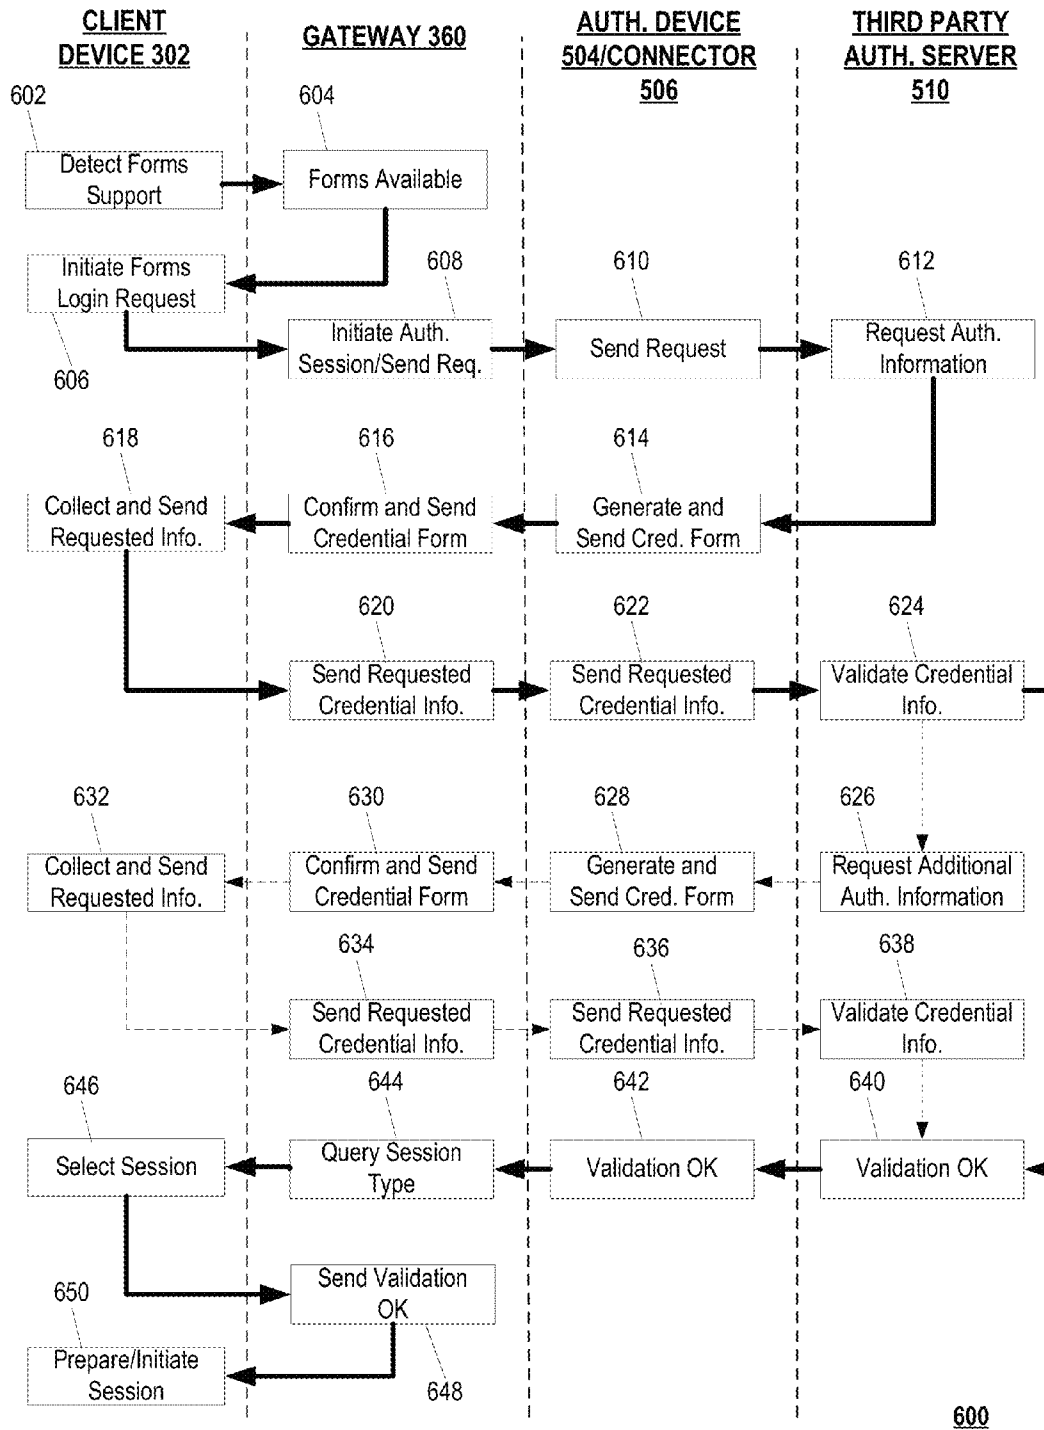 CLIENT
DEVICE 302
GATEWAY 360
AUTH. DEVICE
504/CONNECTOR
506
THIRD PARTY
AUTH. SERVER
510
602
604
Detect Forms
Support
Forms Available
Initiate Forms
Login Request
606
608
610
612
Initiate Auth.
Session/Send Req.
Send Request
Request Auth.
Information
618
616
614
Collect and Send
Requested Info.
Confirm and Send
Credential Form
Generate and
Send Cred. Form
620
622
624
Send Requested
Credential Info.
Send Requested
Credential Info.
Validate Credential
Info.
632
630
628
626
Collect and Send
Requested Info.
Confirm and Send
Credential Form
Generate and
Send Cred. Form
Request Additional
Auth. Information
634
636
638
Send Requested
Credential Info.
Send Requested
Credential Info.
Validate Credential
Info.
646
644
642
640
Select Session
Query Session
Type
Validation OK
Validation OK
Send Validation
OK
648
650
Prepare/Initiate
Session
600